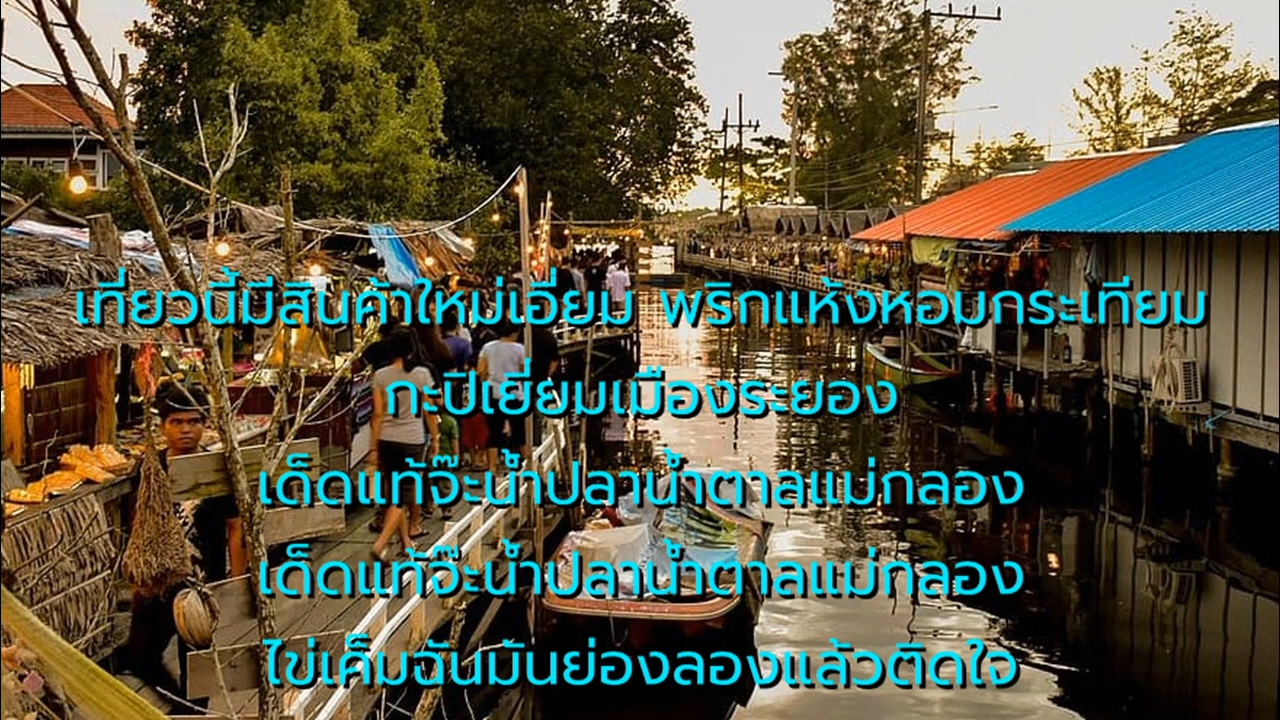 เที่ยวนี้มีสินค้าใหม่เอี่ยม พริกแห้งหอมกระเทียม
กะปิเยี่ยมเมืองระยอง
เด็ดแท้จ๊ะน้ำปลาน้ำตาลแม่กลอง
เด็ดแท้จ๊ะน้ำปลาน้ำตาลแม่กลอง
ไข่เค็มฉันมันย่องลองแล้วติดใจ